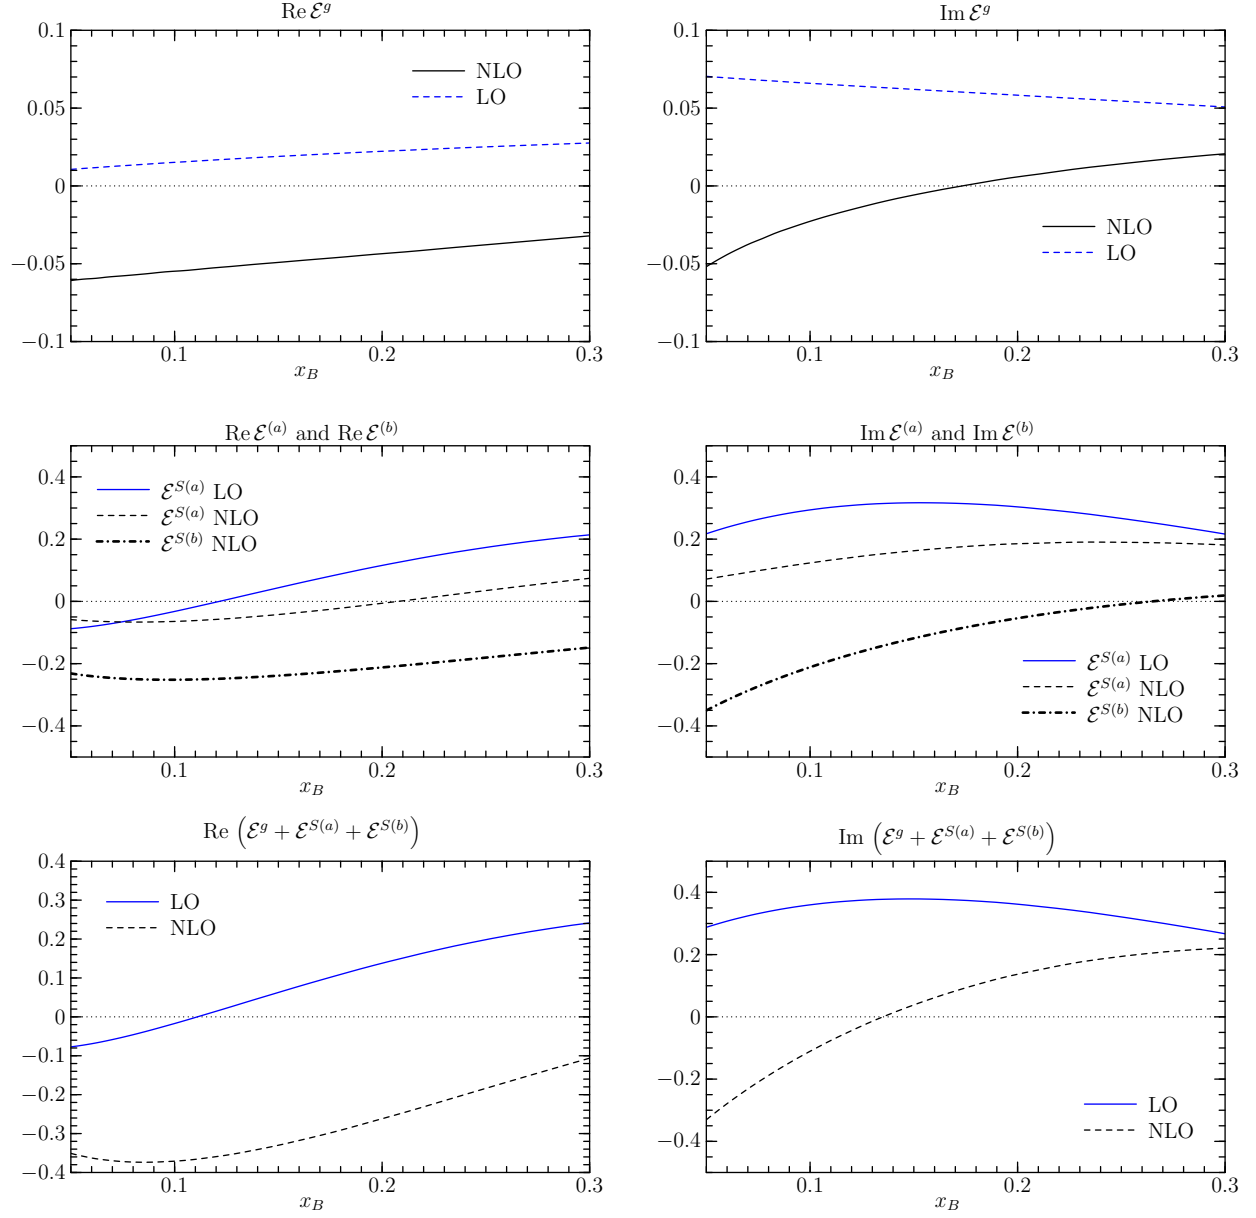 Re ℰ^g
0.1
0.05
0
−0.05
−0.1
NLO
LO
0.1 0.2 0.3
x_B
Im ℰ^g
0.1
0.05
0
−0.05
−0.1
NLO
LO
0.1 0.2 0.3
x_B
Re ℰ^(a) and Re ℰ^(b)
0.4
0.2
0
−0.2
−0.4
ℰ^S(a) LO
ℰ^S(a) NLO
ℰ^S(b) NLO
0.1 0.2 0.3
x_B
Im ℰ^(a) and Im ℰ^(b)
0.4
0.2
0
−0.2
−0.4
ℰ^S(a) LO
ℰ^S(a) NLO
ℰ^S(b) NLO
0.1 0.2 0.3
x_B
Re (ℰ^g + ℰ^S(a) + ℰ^S(b))
0.4
0.3
0.2
0.1
0
−0.1
−0.2
−0.3
−0.4
LO
NLO
0.1 0.2 0.3
x_B
Im (ℰ^g + ℰ^S(a) + ℰ^S(b))
0.4
0.2
0
−0.2
−0.4
LO
NLO
0.1 0.2 0.3
x_B